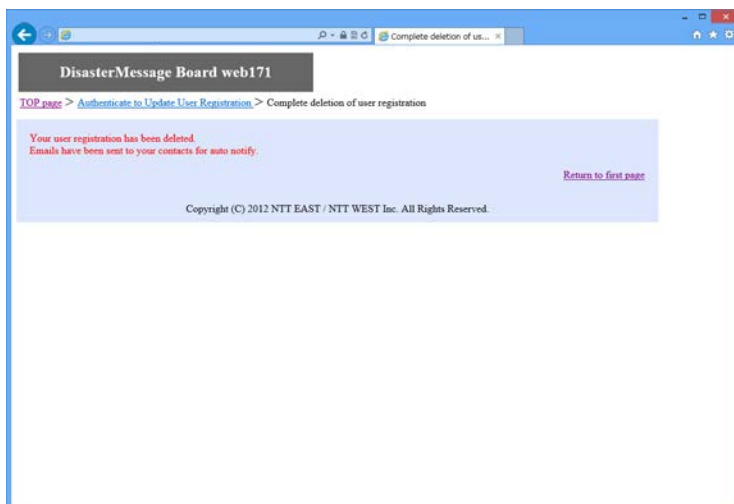 Complete deletion of us...
DisasterMessage Board web171
TOP page > Authenticate to Update User Registration > Complete deletion of user registration
Your user registration has been deleted.
Emails have been sent to your contacts for auto notify.
Return to first page
Copyright (C) 2012 NTT EAST / NTT WEST Inc. All Rights Reserved.